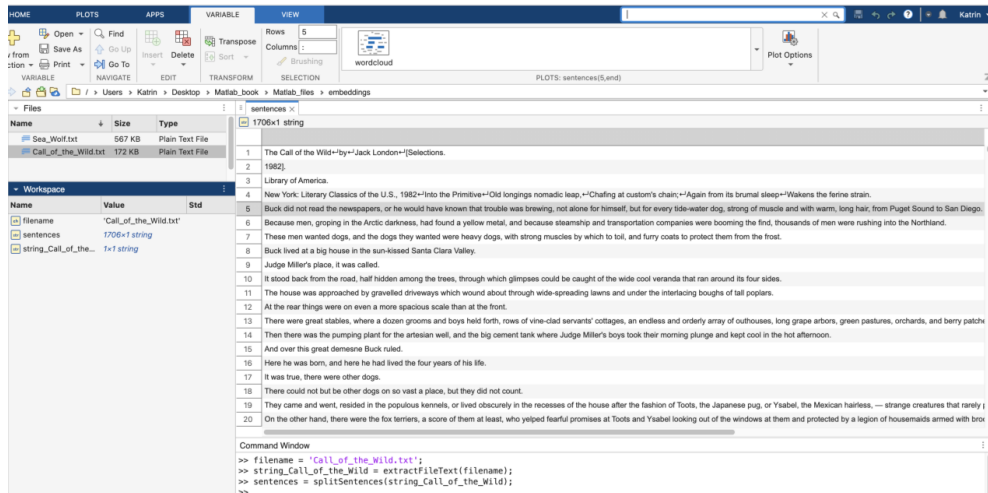 HOME PLOTS APPS VARIABLE VIEW Katrin
Open Find Rows 5
Save As Go Up Insert Delete Transpose Columns :
from Sort
Print Go To Brushing wordcloud Plot Options
VARIABLE NAVIGATE EDIT TRANSFORM SELECTION PLOTS: sentences(5,end)
/ > Users > Katrin > Desktop > Matlab_book > Matlab_files > embeddings
Files
Name Size Type
Sea_Wolf.txt 567 KB Plain Text File
Call_of_the_Wild.txt 172 KB Plain Text File
Workspace
Name Value Std
filename 'Call_of_the_Wild.txt'
sentences 1706×1 string
string_Call_of_the... 1×1 string
sentences ×
1706×1 string
1 The Call of the Wild↵by↵Jack London↵[Selections.
2 1982].
3 Library of America.
4 New York: Literary Classics of the U.S., 1982↵Into the Primitive↵Old longings nomadic leap,↵Chafing at custom's chain;↵Again from its brumal sleep↵Wakens the ferine strain.
5 Buck did not read the newspapers, or he would have known that trouble was brewing, not alone for himself, but for every tide-water dog, strong of muscle and with warm, long hair, from Puget Sound to San Diego.
6 Because men, groping in the Arctic darkness, had found a yellow metal, and because steamship and transportation companies were booming the find, thousands of men were rushing into the Northland.
7 These men wanted dogs, and the dogs they wanted were heavy dogs, with strong muscles by which to toil, and furry coats to protect them from the frost.
8 Buck lived at a big house in the sun-kissed Santa Clara Valley.
9 Judge Miller's place, it was called.
10 It stood back from the road, half hidden among the trees, through which glimpses could be caught of the wide cool veranda that ran around its four sides.
11 The house was approached by gravelled driveways which wound about through wide-spreading lawns and under the interlacing boughs of tall poplars.
12 At the rear things were on even a more spacious scale than at the front.
13 There were great stables, where a dozen grooms and boys held forth, rows of vine-clad servants' cottages, an endless and orderly array of outhouses, long grape arbors, green pastures, orchards, and berry patche
14 Then there was the pumping plant for the artesian well, and the big cement tank where Judge Miller's boys took their morning plunge and kept cool in the hot afternoon.
15 And over this great demesne Buck ruled.
16 Here he was born, and here he had lived the four years of his life.
17 It was true, there were other dogs.
18 There could not but be other dogs on so vast a place, but they did not count.
19 They came and went, resided in the populous kennels, or lived obscurely in the recesses of the house after the fashion of Toots, the Japanese pug, or Ysabel, the Mexican hairless, — strange creatures that rarely
20 On the other hand, there were the fox terriers, a score of them at least, who yelped fearful promises at Toots and Ysabel looking out of the windows at them and protected by a legion of housemaids armed with
Command Window
>> filename = 'Call_of_the_Wild.txt';
>> string_Call_of_the_Wild = extractFileText(filename);
>> sentences = splitSentences(string_Call_of_the_Wild);
>>